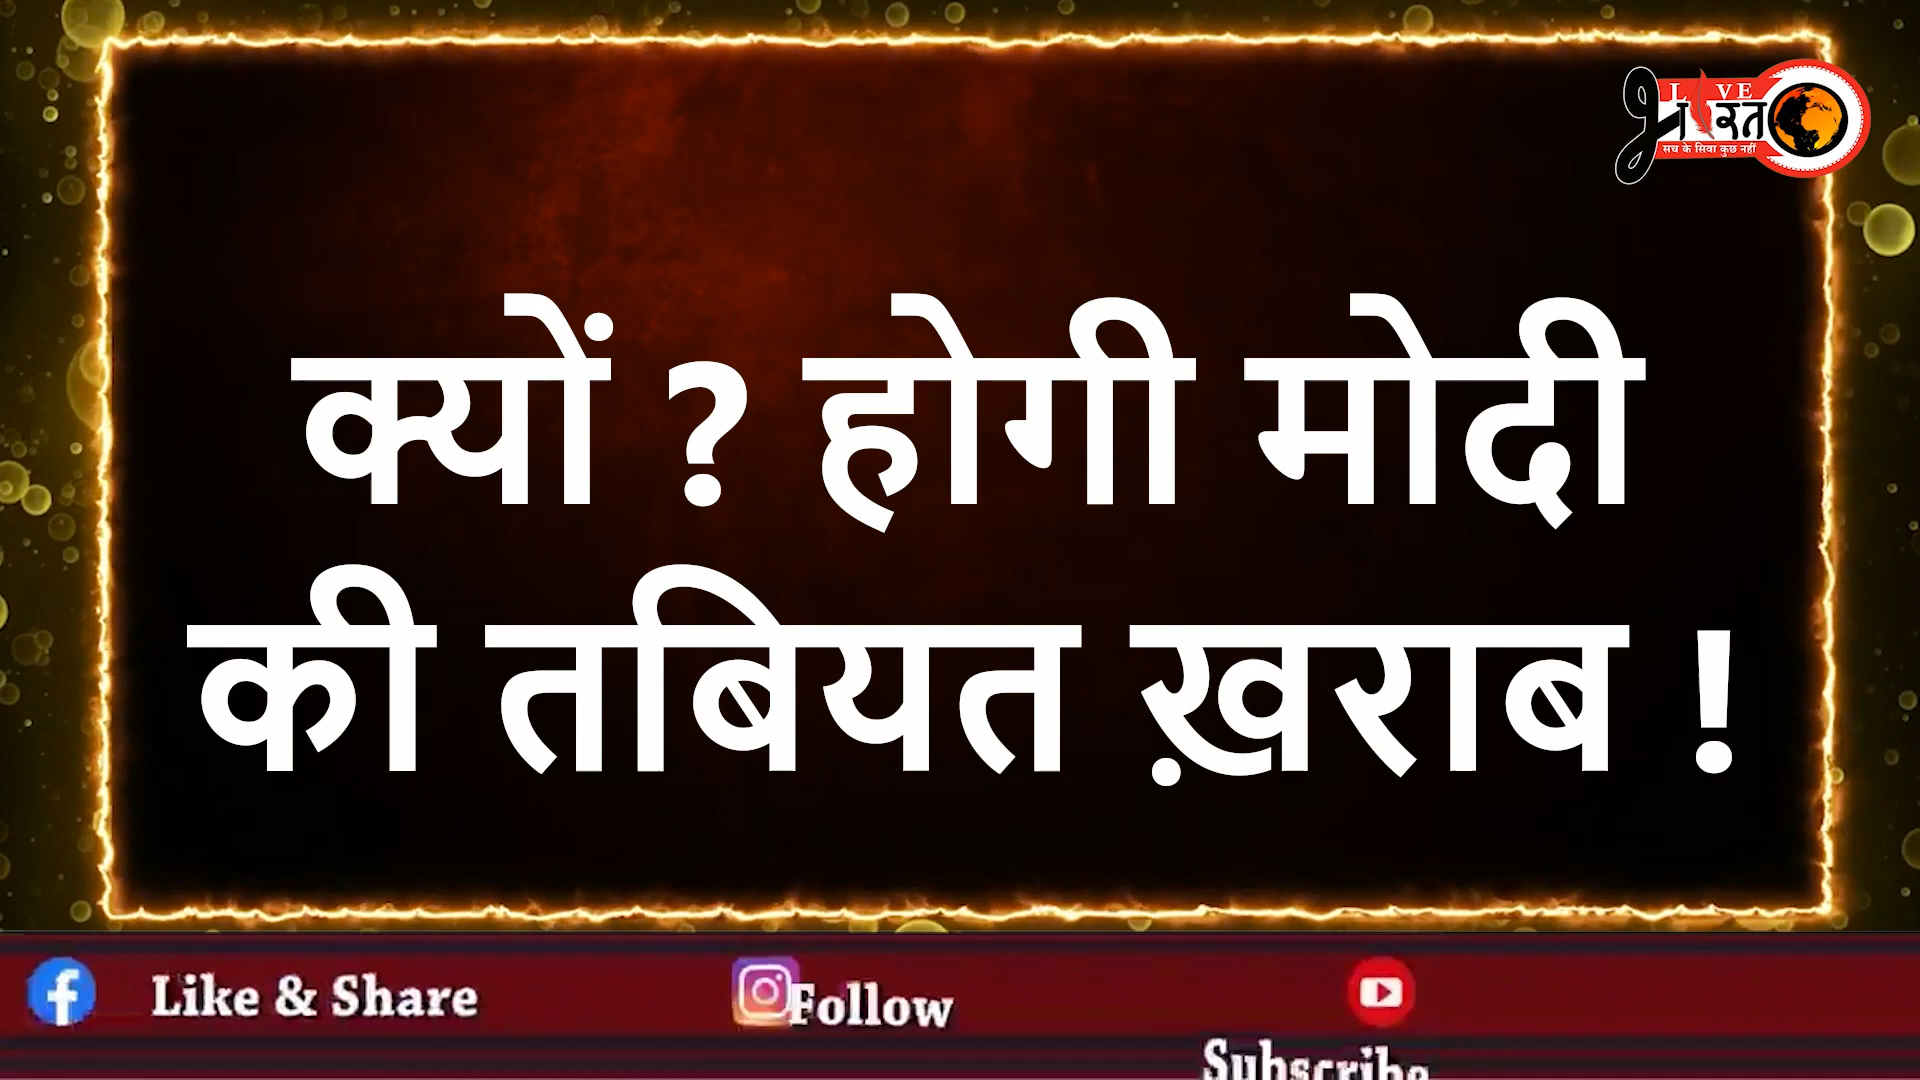 LIVE
भारत
सच के सिवा कुछ नहीं
क्यों ? होगी मोदी
की तबियत ख़राब !
Like & Share
Follow
Subscribe